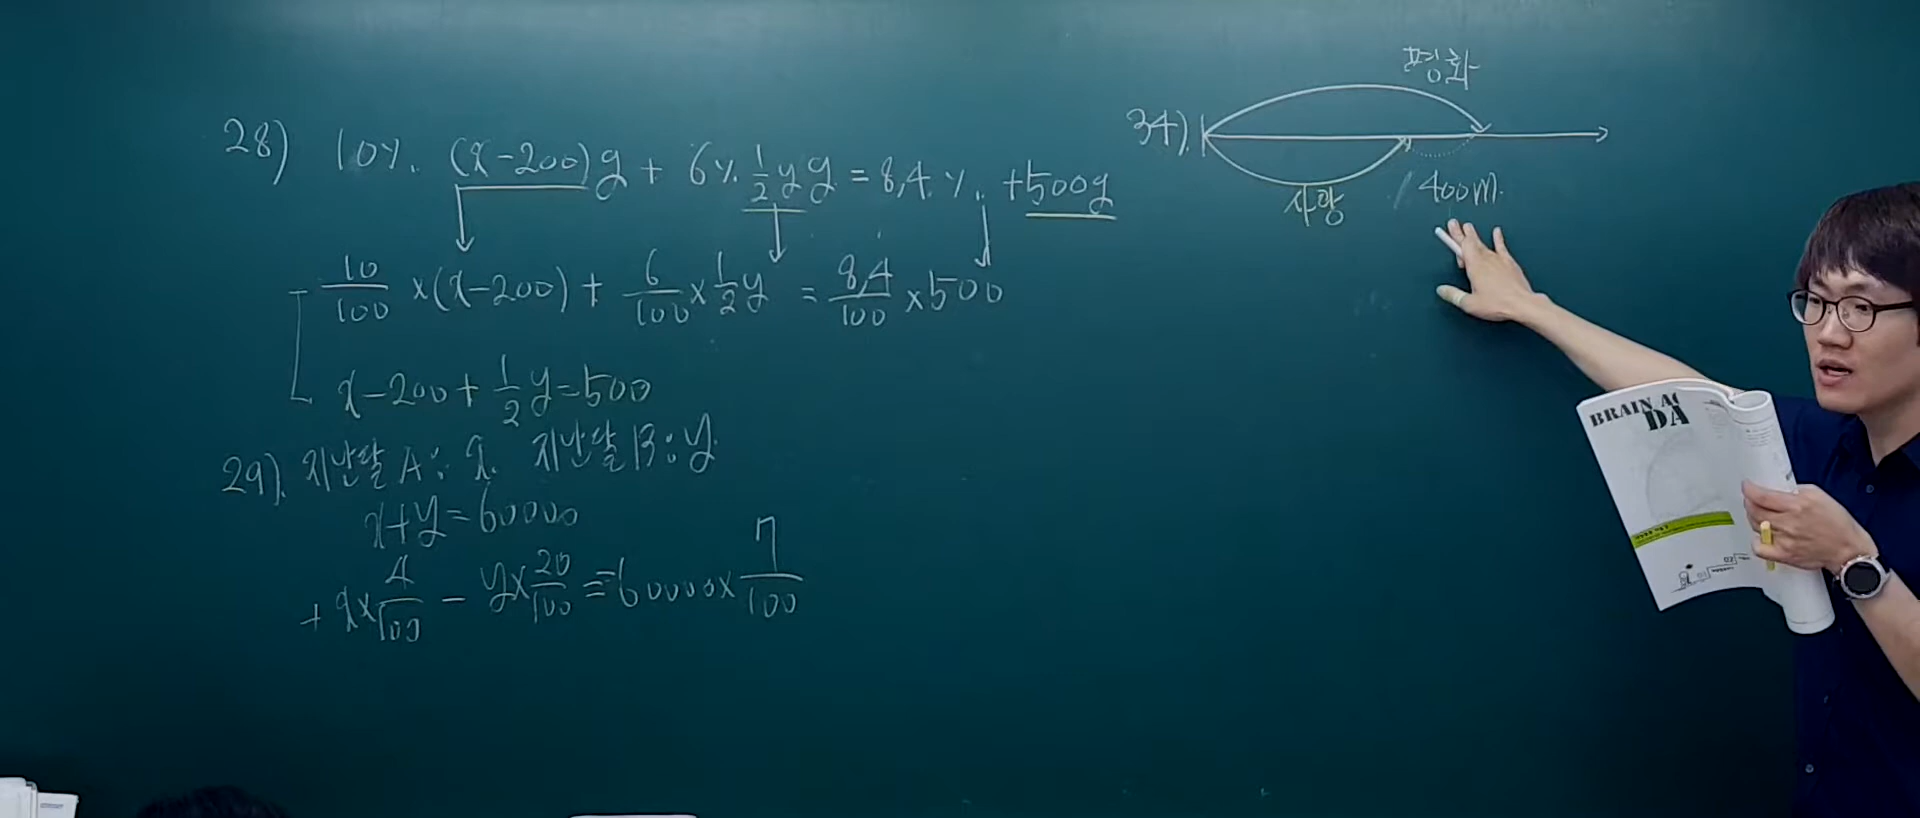 28) 10%. (x-200)g + 6%. 1/2 y g = 8.4.%.. +500g
10/100 ×(x-200) + 6/100 × 1/2 y = 8.4/100 ×500
x-200+ 1/2 y=500
29). 지난달 A: x. 지난달 B: y.
x+y=60000
+ x× 4/100 - y× 20/100 = -60000× 7/100
34).
평화
사랑
400m.
BRAIN
DA